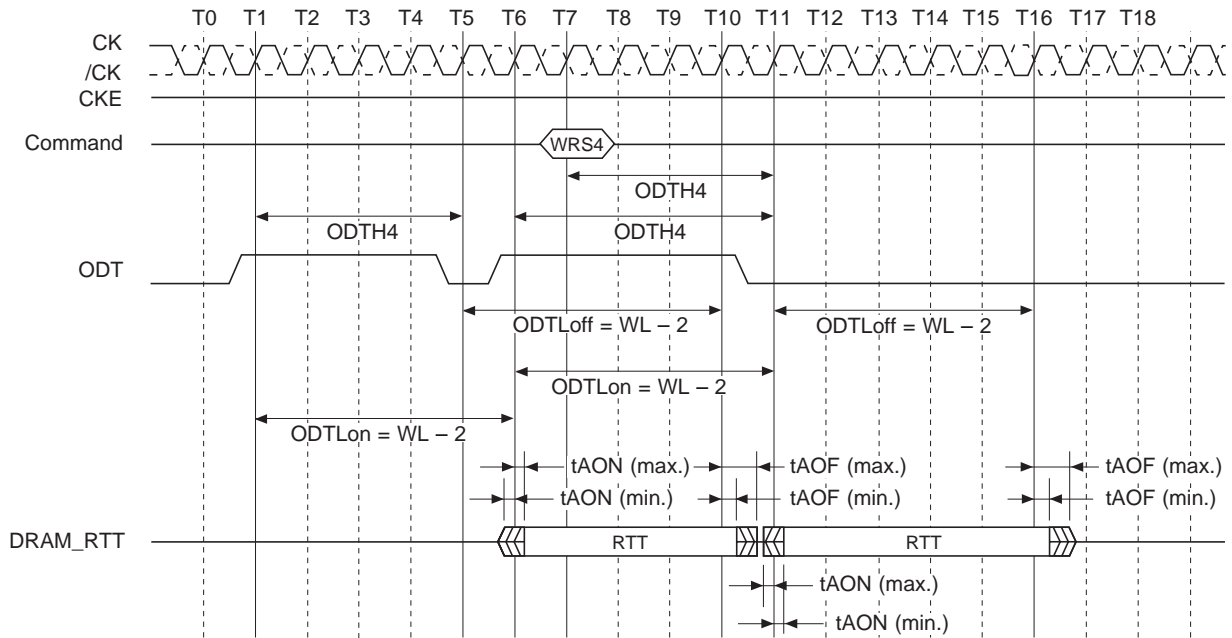 T0 T1 T2 T3 T4 T5 T6 T7 T8 T9 T10 T11 T12 T13 T14 T15 T16 T17 T18
CK
/CK
CKE
Command
WRS4
ODTH4
ODTH4
ODTH4
ODT
ODTLoff = WL – 2
ODTLoff = WL – 2
ODTLon = WL – 2
ODTLon = WL – 2
tAON (max.) tAOF (max.) tAOF (max.)
tAON (min.) tAOF (min.) tAOF (min.)
DRAM_RTT RTT RTT
tAON (max.)
tAON (min.)